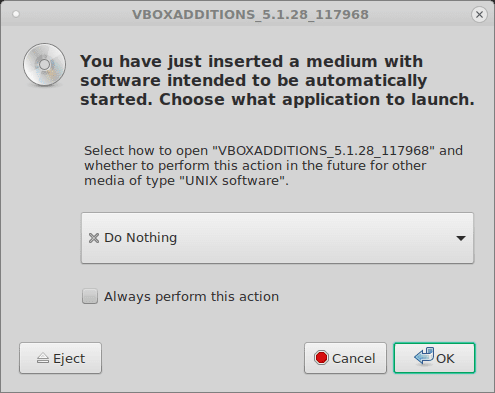 VBOXADDITIONS_5.1.28_117968
You have just inserted a medium with
software intended to be automatically
started. Choose what application to launch.
Select how to open "VBOXADDITIONS_5.1.28_117968" and
whether to perform this action in the future for other
media of type "UNIX software".
Do Nothing
Always perform this action
Eject
Cancel
OK